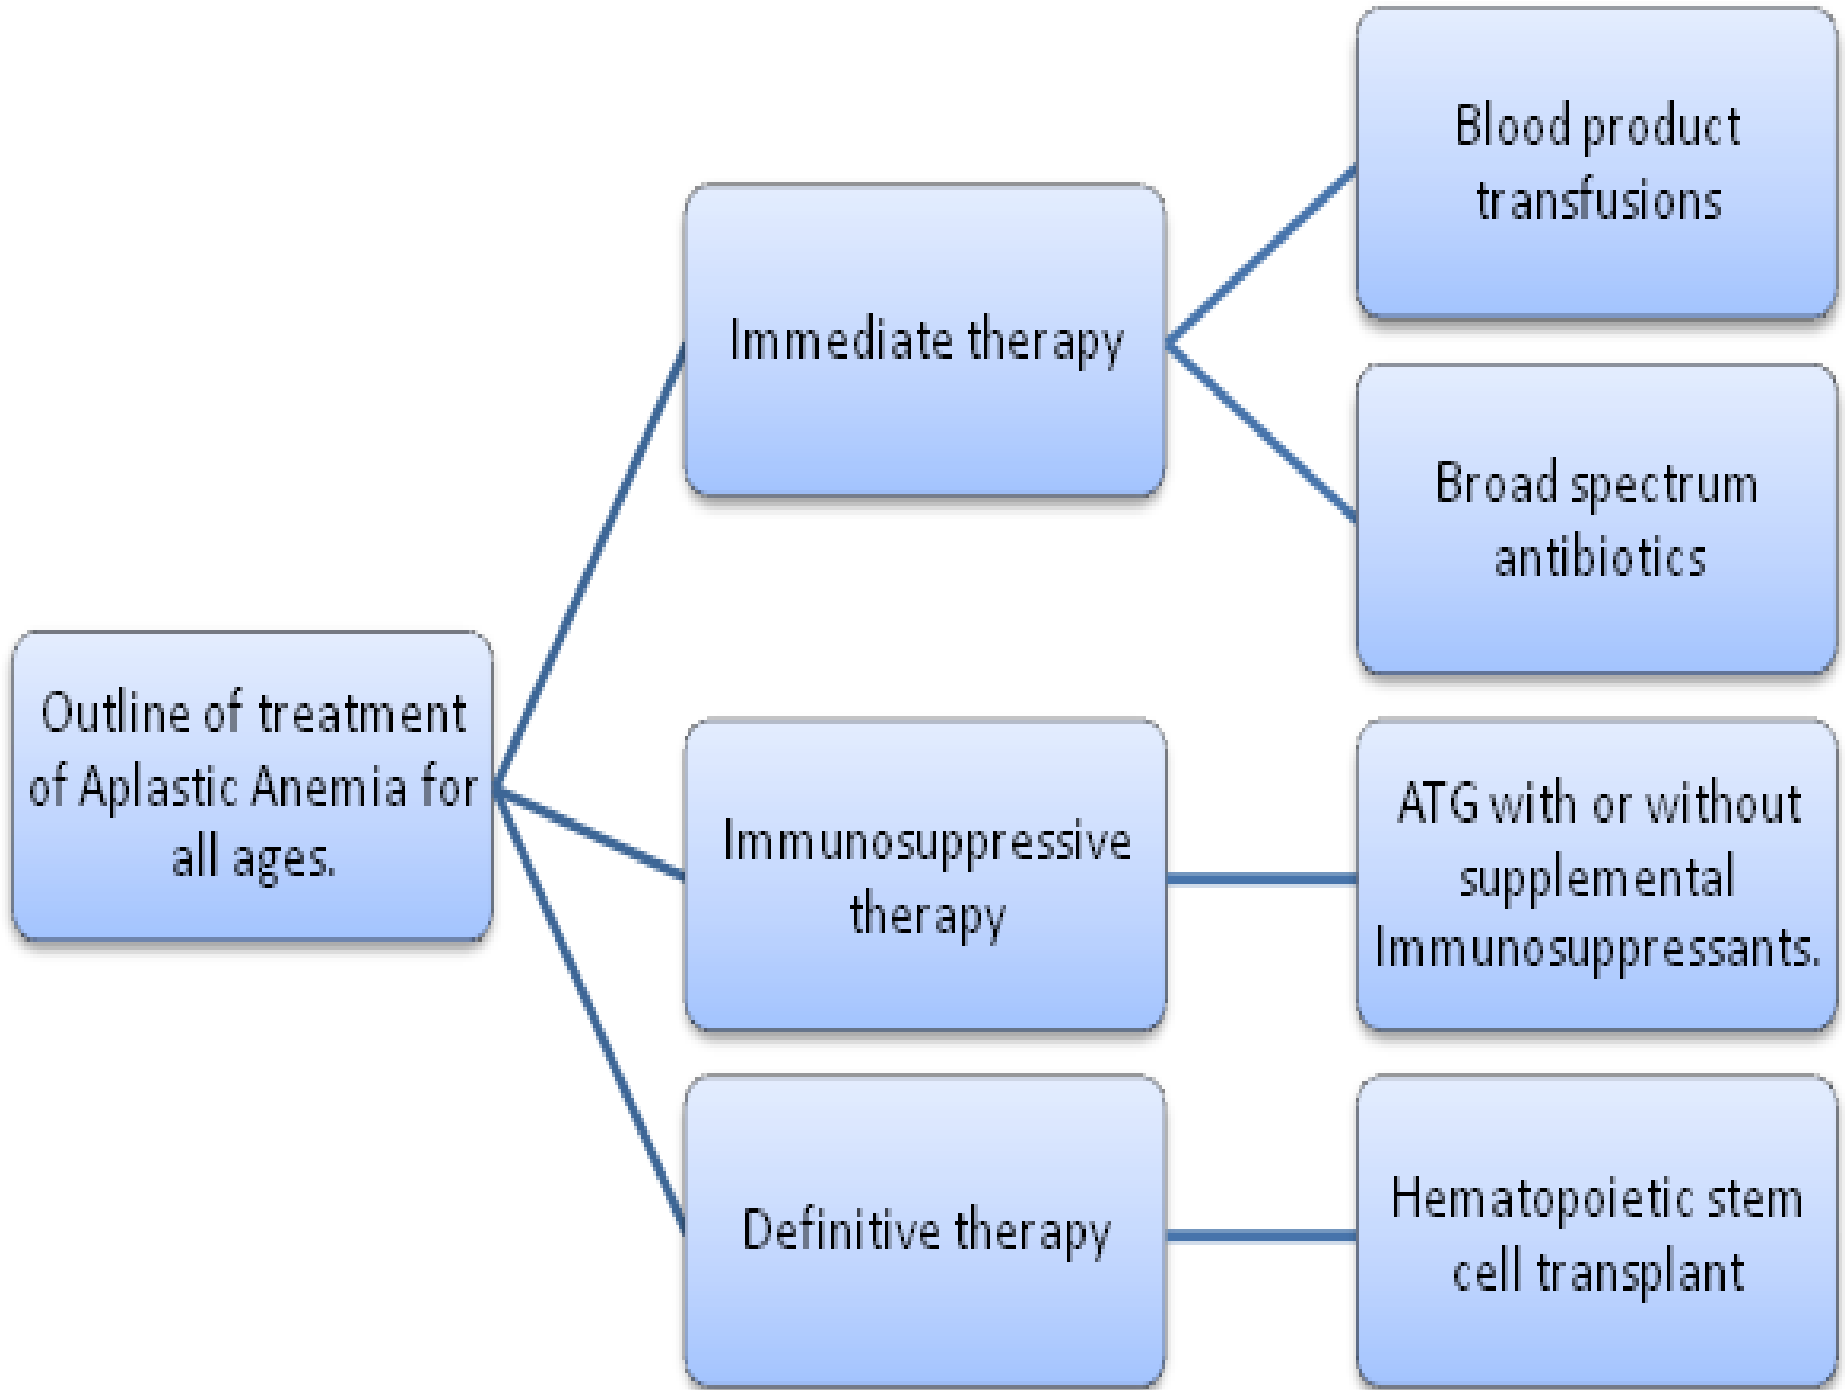 Outline of treatment
of Aplastic Anemia for
all ages.
Immediate therapy
Blood product
transfusions
Broad spectrum
antibiotics
Immunosuppressive
therapy
ATG with or without
supplemental
Immunosuppressants.
Definitive therapy
Hematopoietic stem
cell transplant